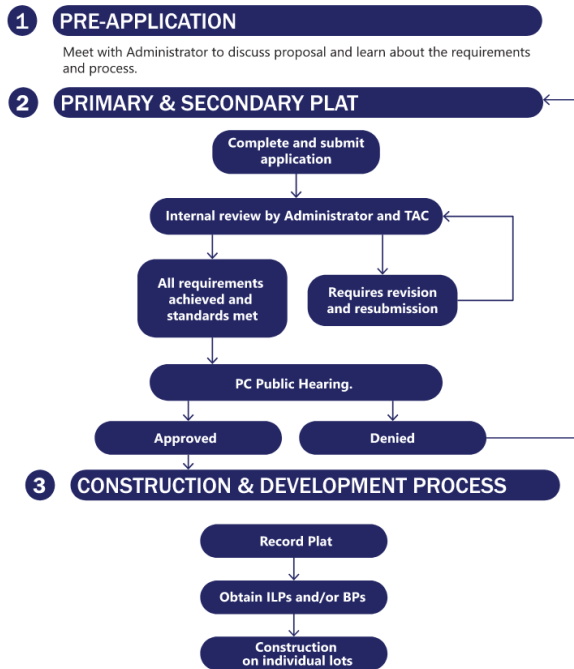 1 PRE-APPLICATION
Meet with Administrator to discuss proposal and learn about the requirements
and process.
2 PRIMARY & SECONDARY PLAT
Complete and submit
application
Internal review by Administrator and TAC
All requirements
achieved and
standards met
Requires revision
and resubmission
PC Public Hearing.
Approved
Denied
3 CONSTRUCTION & DEVELOPMENT PROCESS
Record Plat
Obtain ILPs and/or BPs
Construction
on individual lots